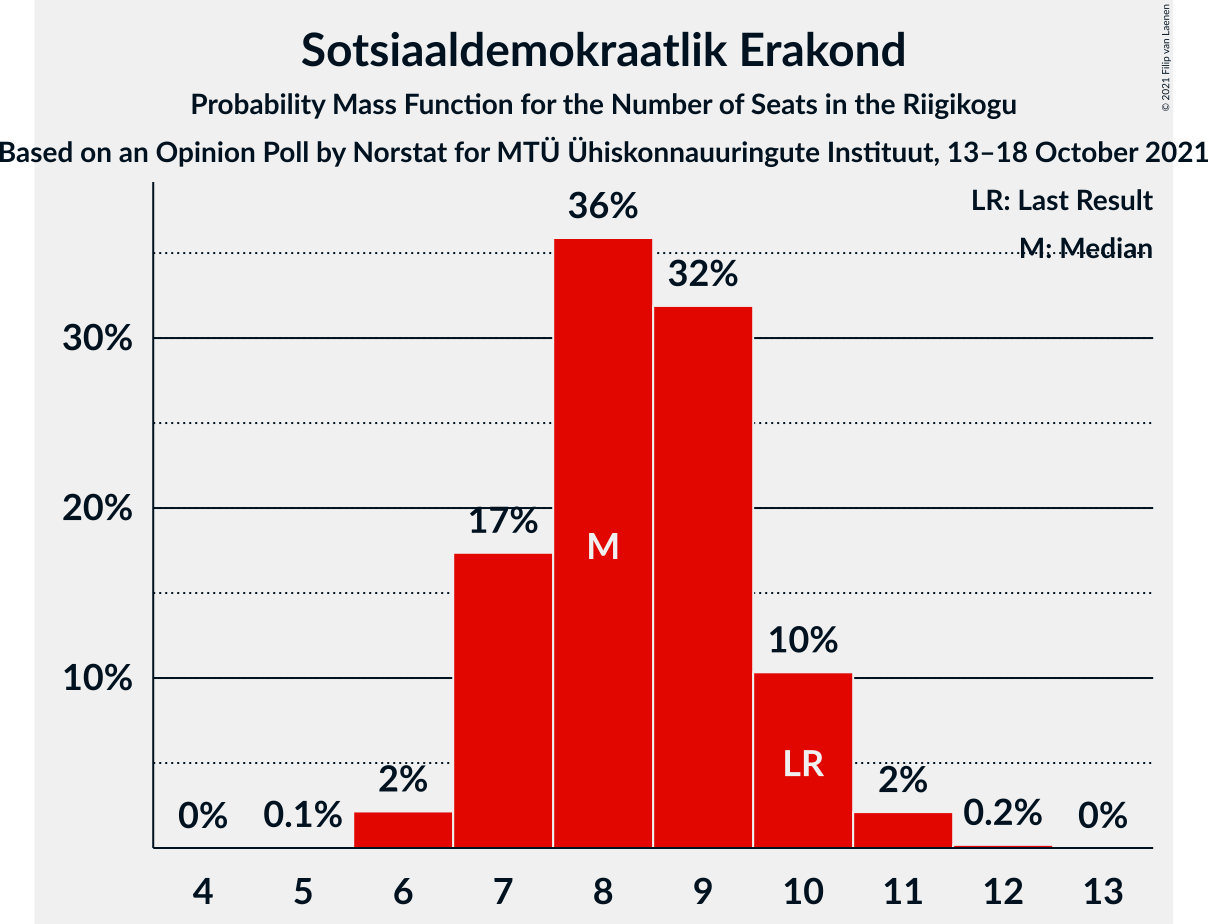 Sotsiaaldemokraatlik Erakond
Probability Mass Function for the Number of Seats in the Riigikogu
Based on an Opinion Poll by Norstat for MTÜ Ühiskonnauuringute Instituut, 13–18 October 2021
© 2021 Filip van Laenen
LR: Last Result
M: Median
36%
32%
30%
20%
17%
M
10%
10%
LR
2%
2%
0%
0.1%
0.2%
0%
4 5 6 7 8 9 10 11 12 13